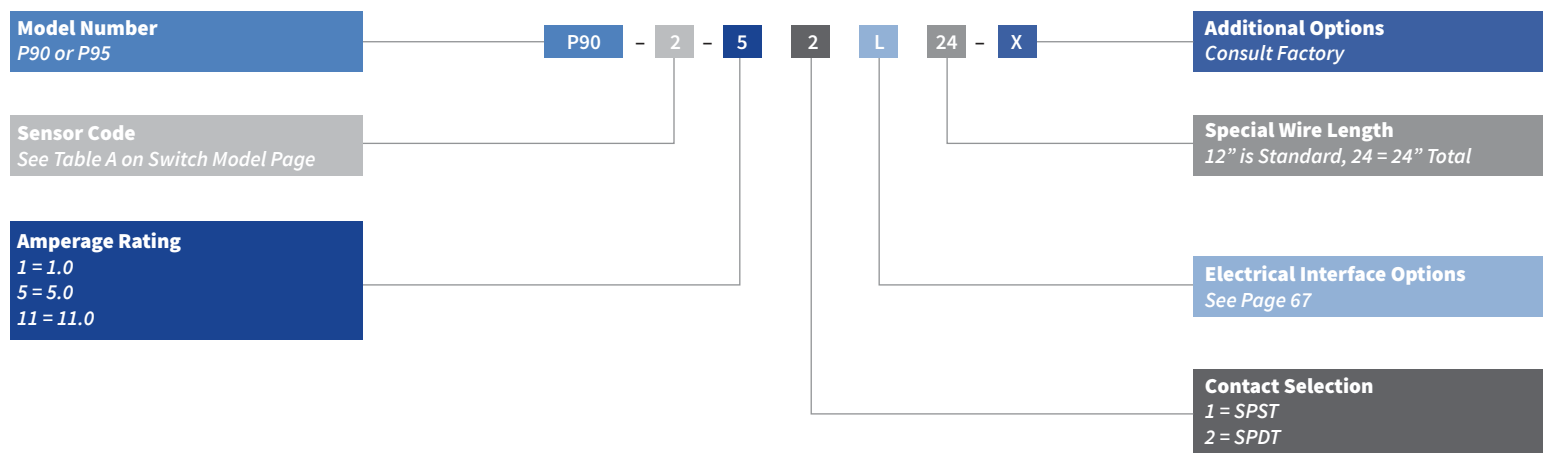 Model Number
P90 or P95
P90 – 2 – 5 2 L 24 – X
Additional Options
Consult Factory
Sensor Code
See Table A on Switch Model Page
Special Wire Length
12” is Standard, 24 = 24” Total
Amperage Rating
1 = 1.0
5 = 5.0
11 = 11.0
Electrical Interface Options
See Page 67
Contact Selection
1 = SPST
2 = SPDT